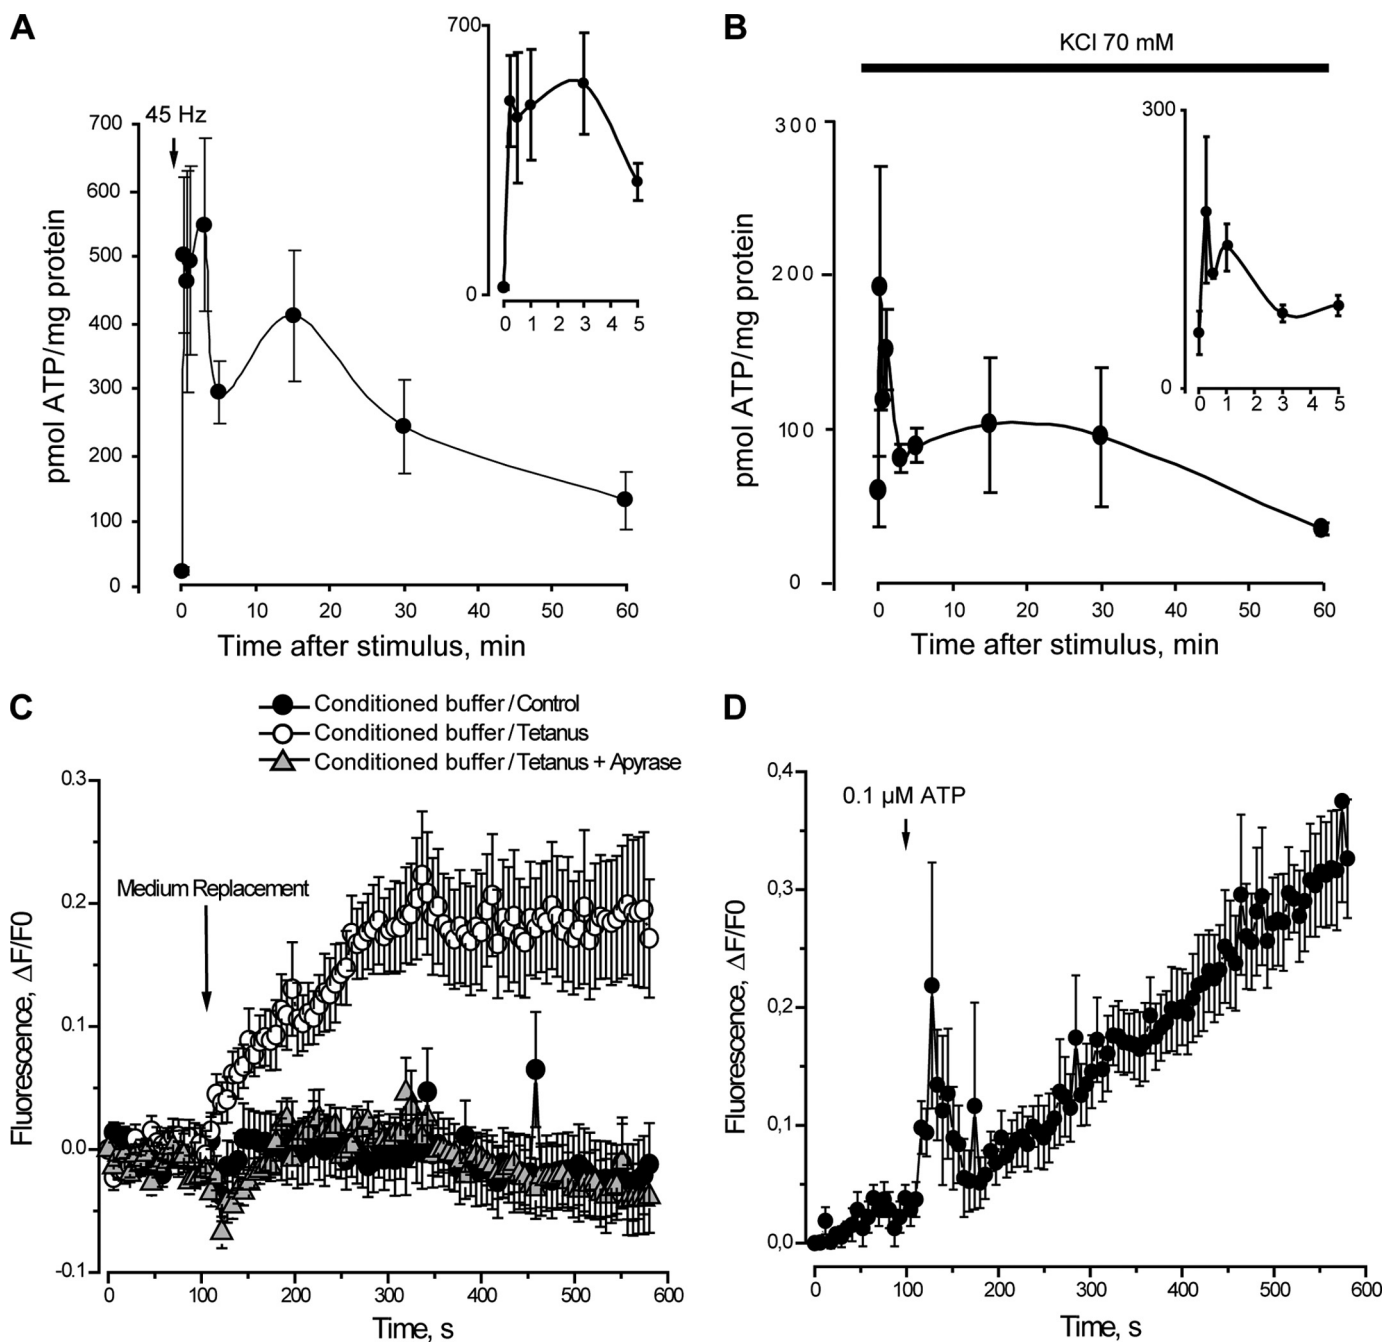 A
45 Hz
700
600
500
400
300
200
100
0
pmol ATP/mg protein
0 10 20 30 40 50 60
Time after stimulus, min
700
0
0 1 2 3 4 5
B
KCl 70 mM
300
200
100
0
pmol ATP/mg protein
0 10 20 30 40 50 60
Time after stimulus, min
300
0
0 1 2 3 4 5
C
Conditioned buffer/Control
Conditioned buffer/Tetanus
Conditioned buffer/Tetanus + Apyrase
Medium Replacement
0.3
0.2
0.1
0.0
-0.1
Fluorescence, ΔF/F0
0 100 200 300 400 500 600
Time, s
D
0.1 µM ATP
0,4
0,3
0,2
0,1
0,0
Fluorescence, ΔF/F0
0 100 200 300 400 500 600
Time, s